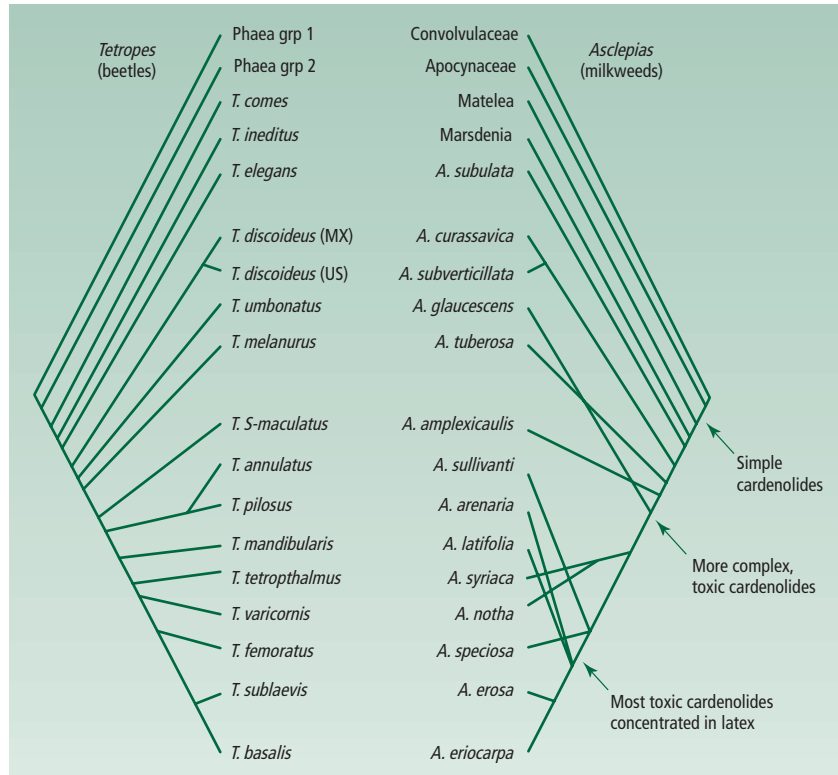 Tetropes
(beetles)
Phaea grp 1
Phaea grp 2
T. comes
T. ineditus
T. elegans
T. discoideus (MX)
T. discoideus (US)
T. umbonatus
T. melanurus
T. S-maculatus
T. annulatus
T. pilosus
T. mandibularis
T. tetropthalmus
T. varicornis
T. femoratus
T. sublaevis
T. basalis
Convolvulaceae
Apocynaceae
Matelea
Marsdenia
A. subulata
A. curassavica
A. subverticillata
A. glaucescens
A. tuberosa
A. amplexicaulis
A. sullivanti
A. arenaria
A. latifolia
A. syriaca
A. notha
A. speciosa
A. erosa
A. eriocarpa
Asclepias
(milkweeds)
Simple
cardenolides
More complex,
toxic cardenolides
Most toxic cardenolides
concentrated in latex